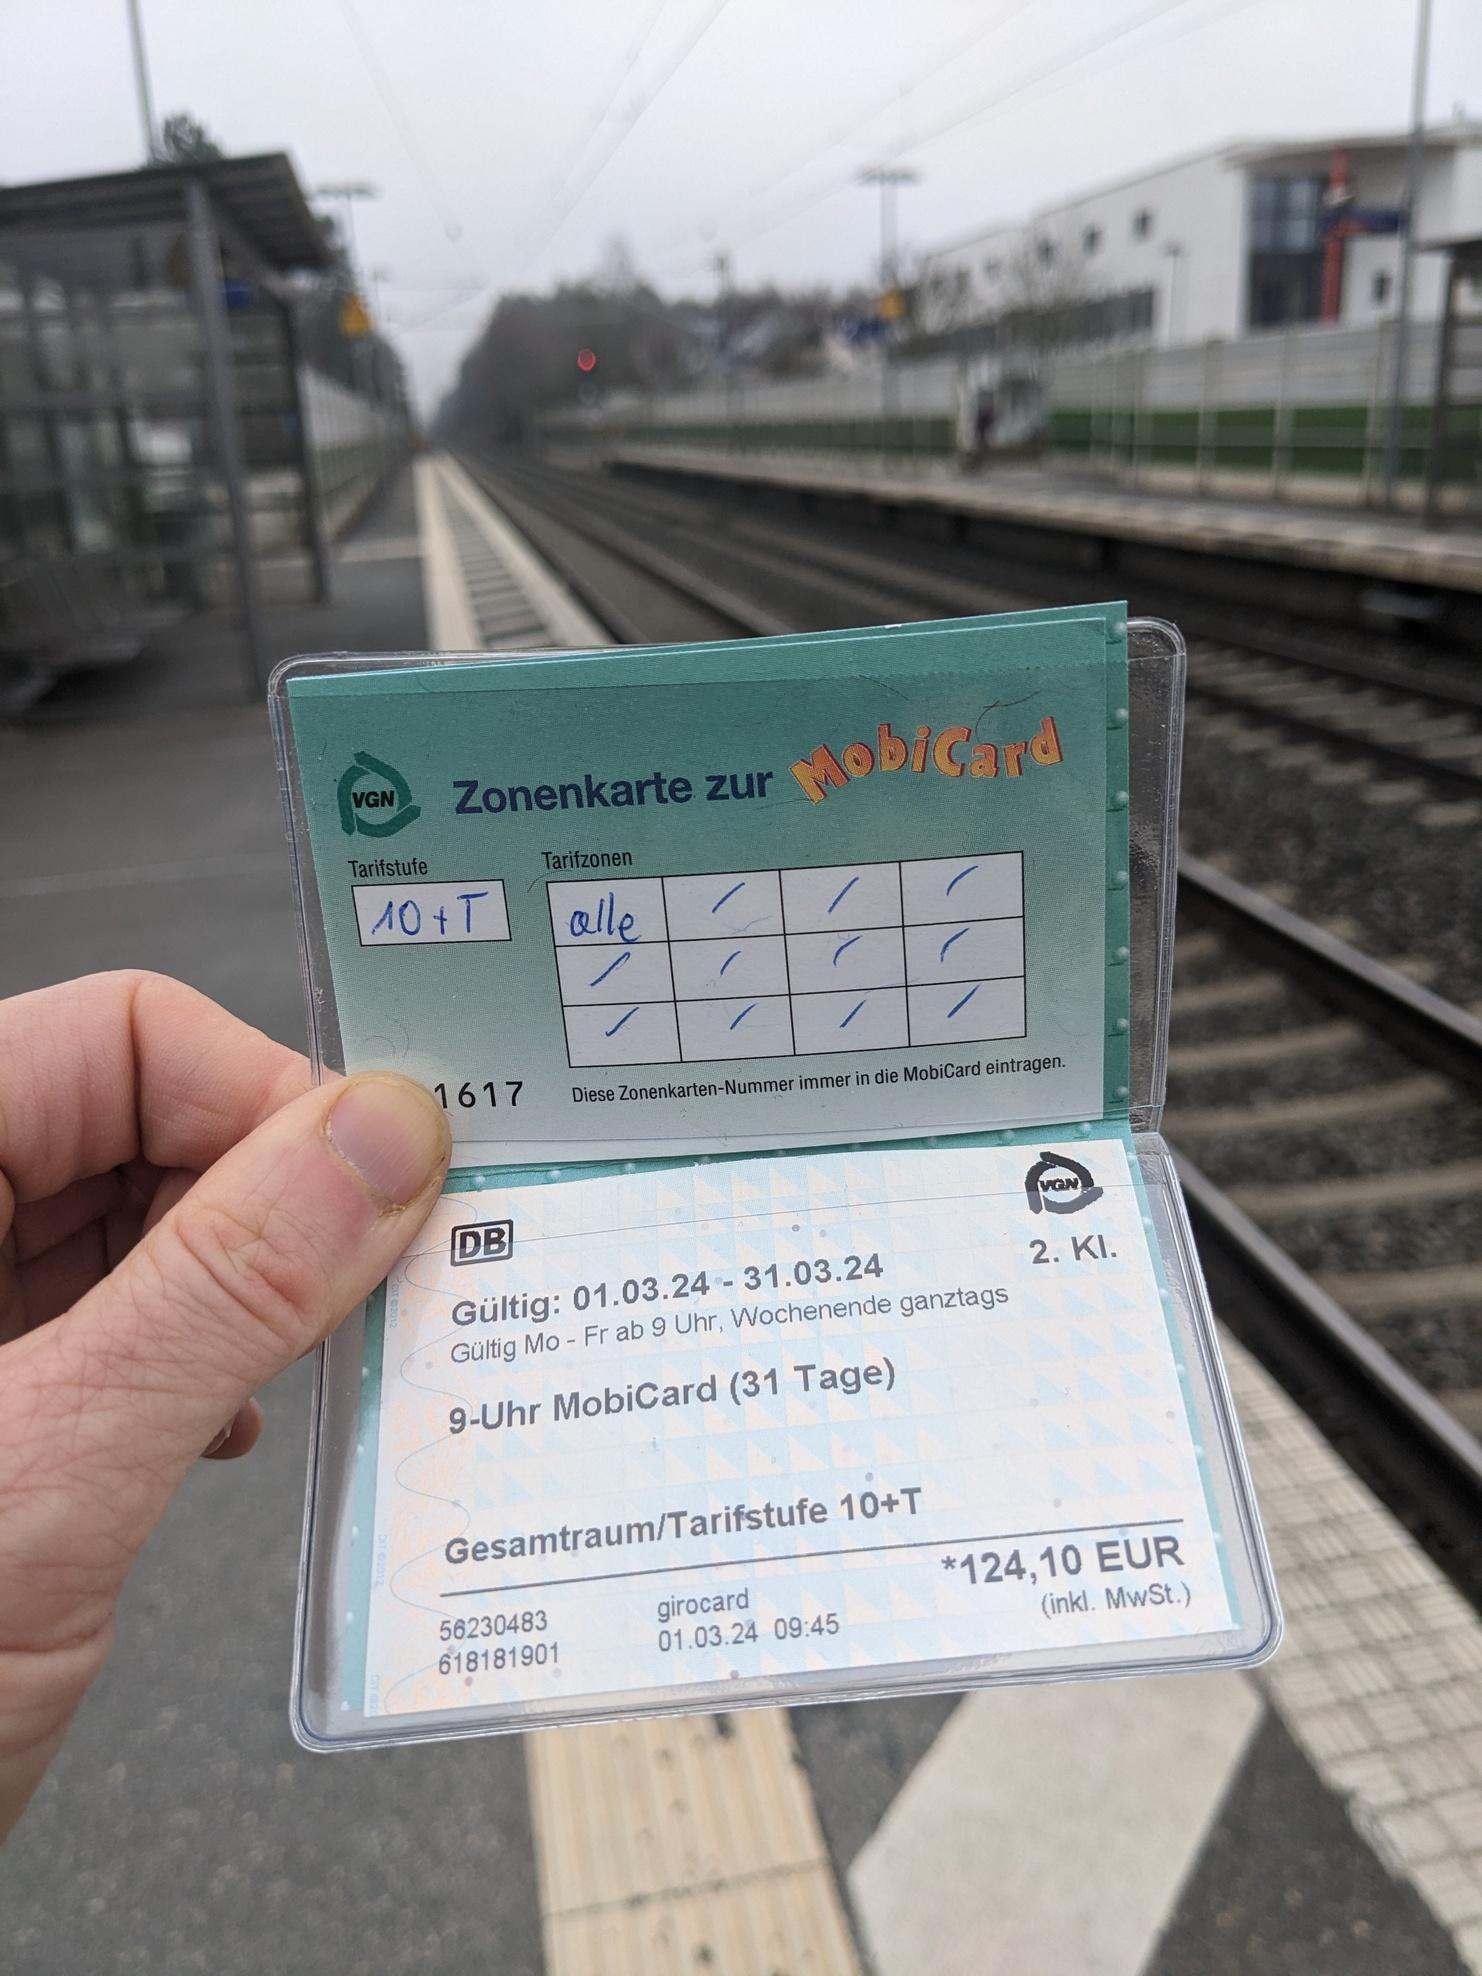 VGN
Zonenkarte zur MobiCard
Tarifstufe
Tarifzonen
10+T
alle / / /
/ / / /
/ / / /
1617
Diese Zonenkarten-Nummer immer in die MobiCard eintragen.
VGN
DB
2. Kl.
Gültig: 01.03.24 - 31.03.24
Gültig Mo - Fr ab 9 Uhr, Wochenende ganztags
9-Uhr MobiCard (31 Tage)
Gesamtraum/Tarifstufe 10+T
*124,10 EUR
(inkl. MwSt.)
56230483
girocard
618181901
01.03.24 09:45